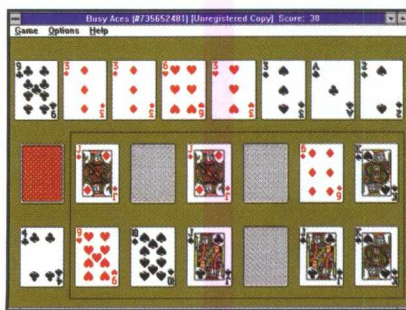 Busy Aces (#735652481) [Unregistered Copy] Score: 30
Game Options Help